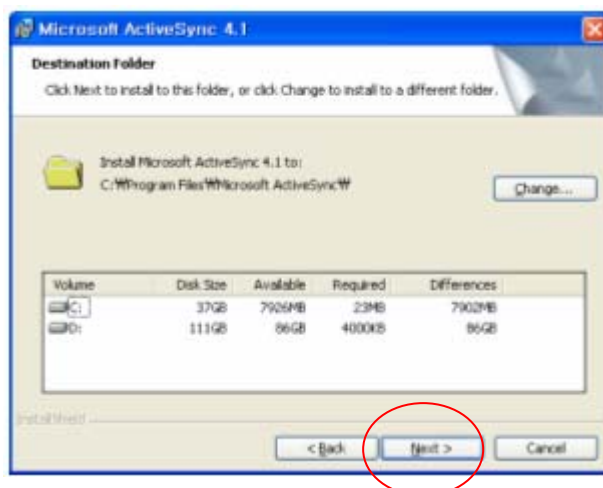 Microsoft ActiveSync 4.1
Destination Folder
Click Next to install to this folder, or click Change to install to a different folder.
Install Microsoft ActiveSync 4.1 to:
C:₩Program Files₩Microsoft ActiveSync₩
Change...
Volume Disk Size Available Required Differences
C: 37GB 7926MB 23MB 7902MB
D: 111GB 86GB 4000KB 86GB
InstallShield
< Back Next > Cancel